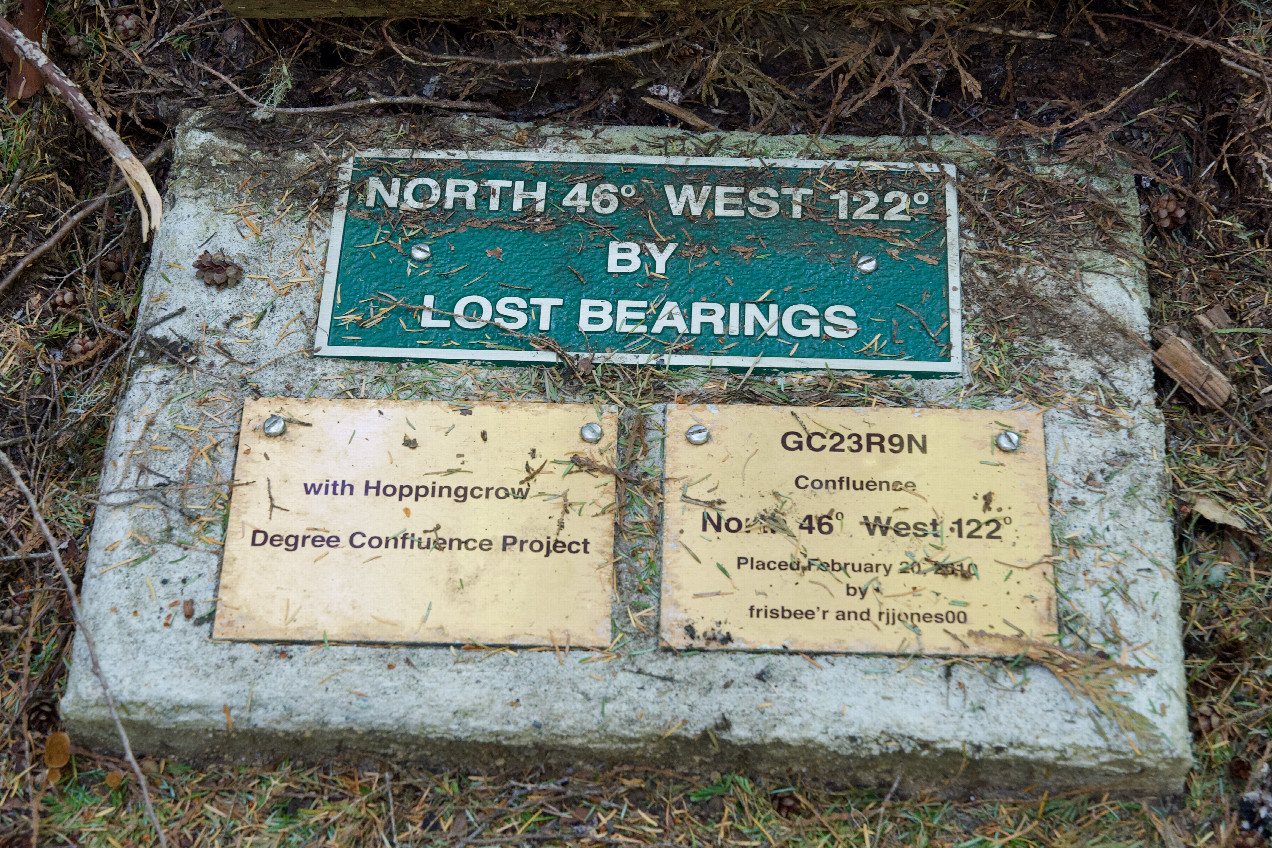 NORTH 46° WEST 122°
BY
LOST BEARINGS
with Hoppingcrow
Degree Confluence Project
GC23R9N
Confluence
North 46° West 122°
Placed February 20, 2010
by
frisbee'r and rjjones00